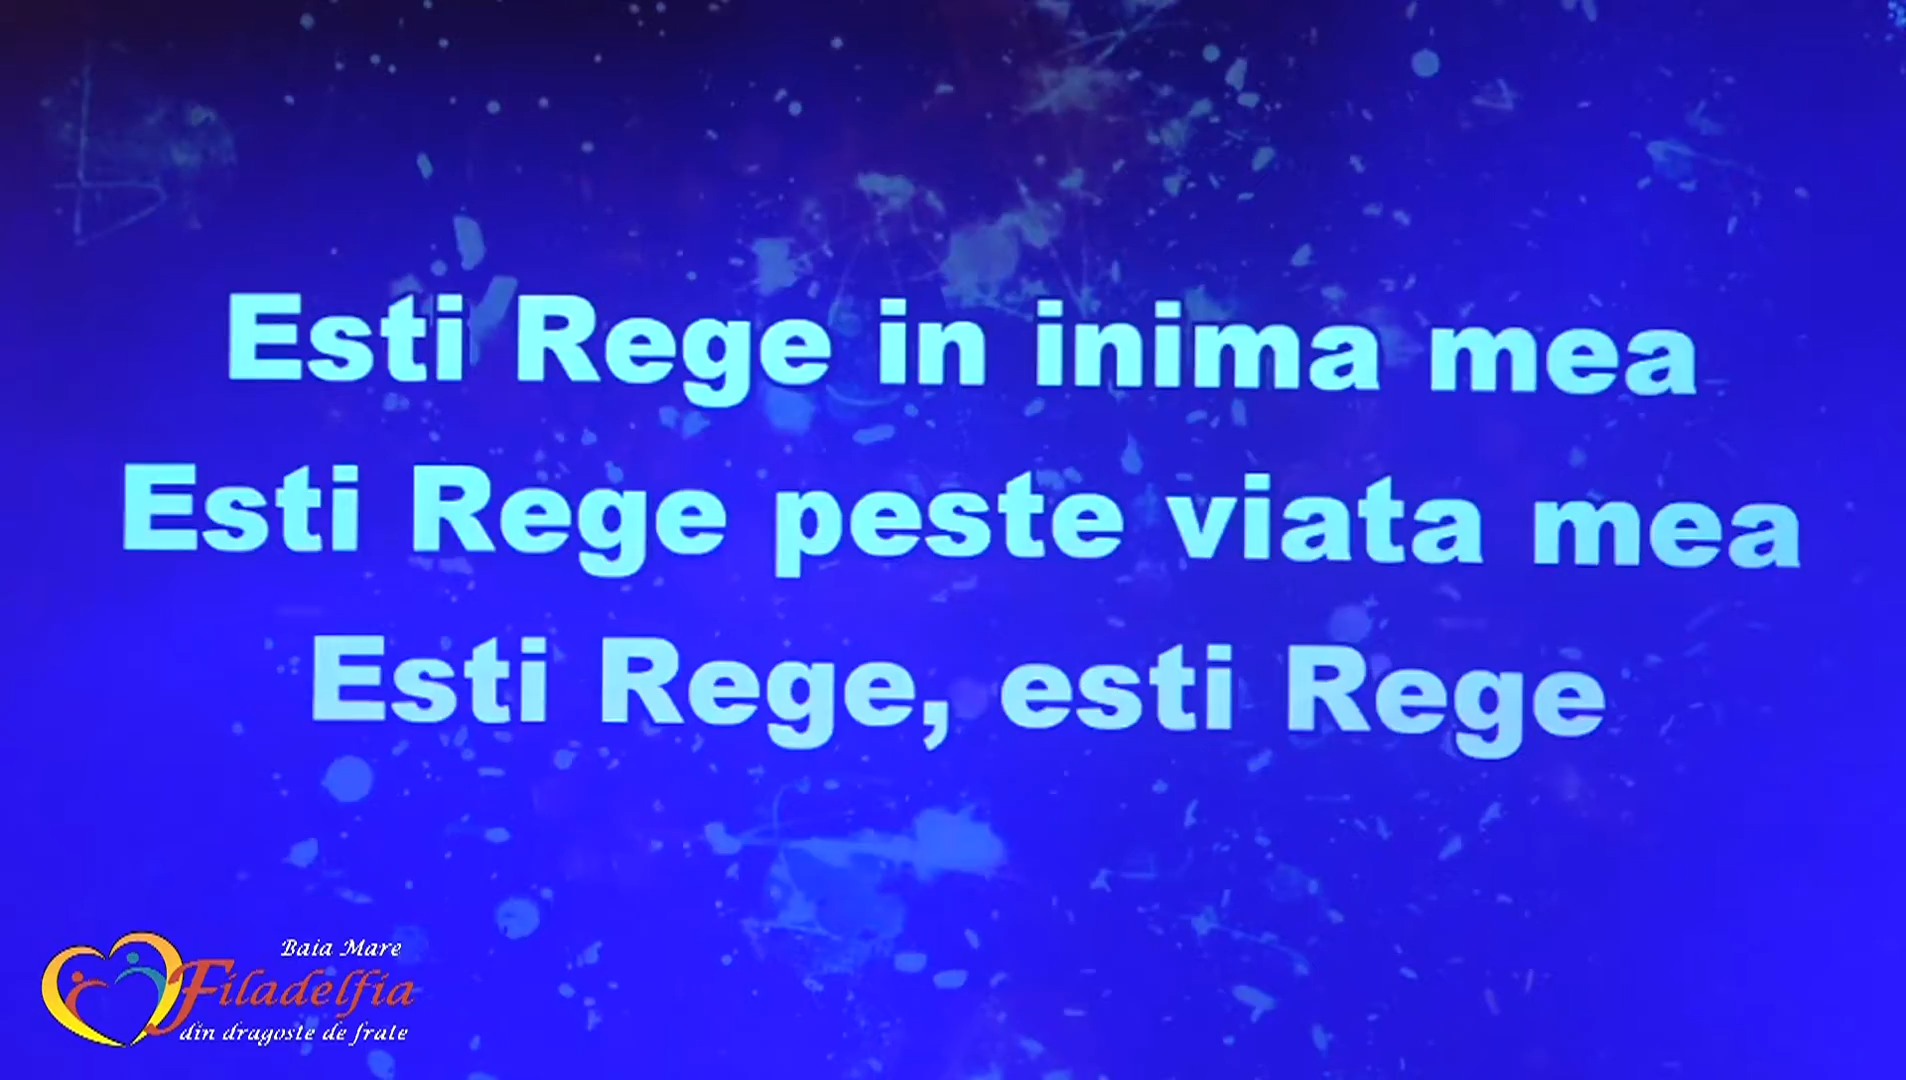 Esti Rege in inima mea
Esti Rege peste viata mea
Esti Rege, esti Rege
Baia Mare
Filadelfia
din dragoste de frate